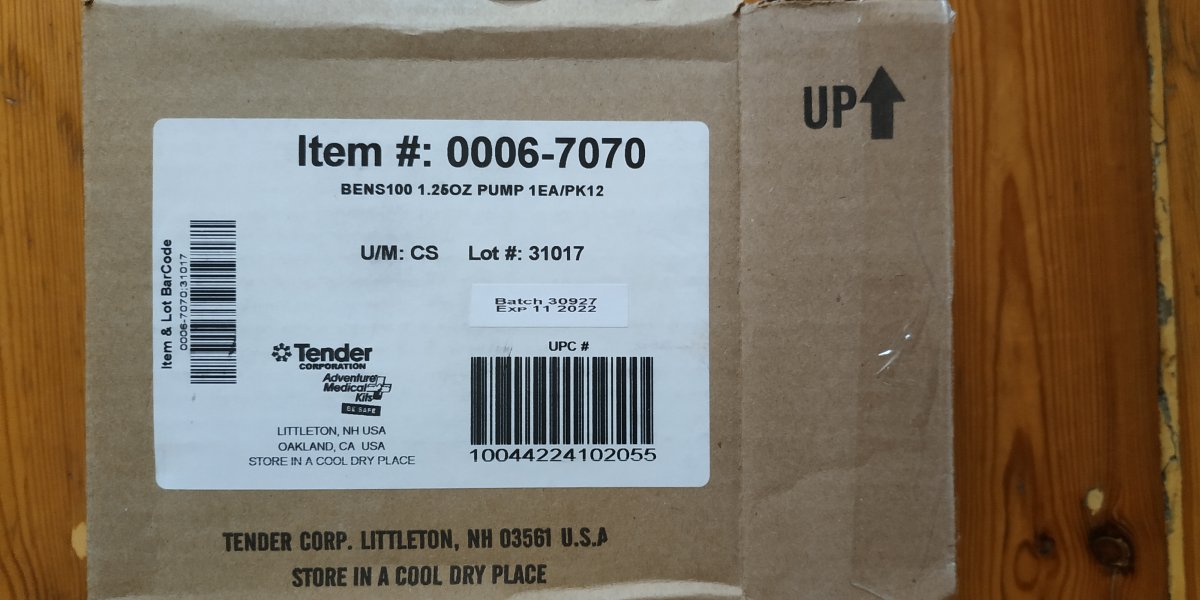 UP
Item #: 0006-7070
BENS100 1.25OZ PUMP 1EA/PK12
U/M: CS Lot #: 31017
Item & Lot BarCode
0006-7070:31017
Batch 30927
Exp 11 2022
UPC #
10044224102055
Tender
CORPORATION
Adventure
Medical
Kits
BE SAFE
LITTLETON, NH USA
OAKLAND, CA USA
STORE IN A COOL DRY PLACE
TENDER CORP. LITTLETON, NH 03561 U.S.A
STORE IN A COOL DRY PLACE